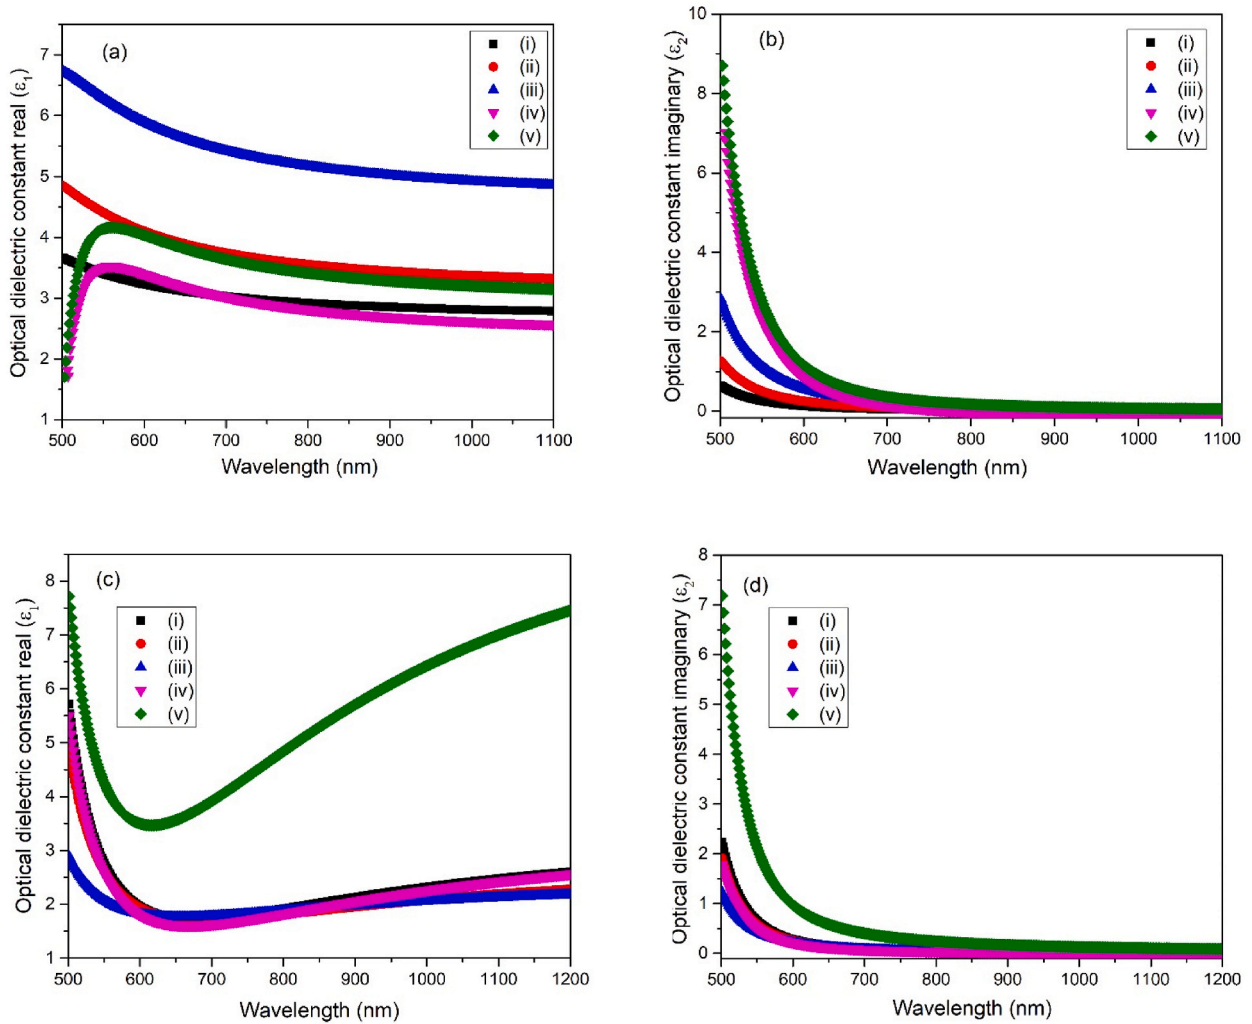 (a)
Optical dielectric constant real (ε₁)
7
6
5
4
3
2
1
500
600
700
800
900
1000
1100
Wavelength (nm)
(i)
(ii)
(iii)
(iv)
(v)
(b)
Optical dielectric constant imaginary (ε₂)
10
8
6
4
2
0
500
600
700
800
900
1000
1100
Wavelength (nm)
(i)
(ii)
(iii)
(iv)
(v)
(c)
Optical dielectric constant real (ε₁)
8
7
6
5
4
3
2
1
500
600
700
800
900
1000
1100
1200
Wavelength (nm)
(i)
(ii)
(iii)
(iv)
(v)
(d)
Optical dielectric constant imaginary (ε₂)
8
7
6
5
4
3
2
1
0
500
600
700
800
900
1000
1100
1200
Wavelength (nm)
(i)
(ii)
(iii)
(iv)
(v)